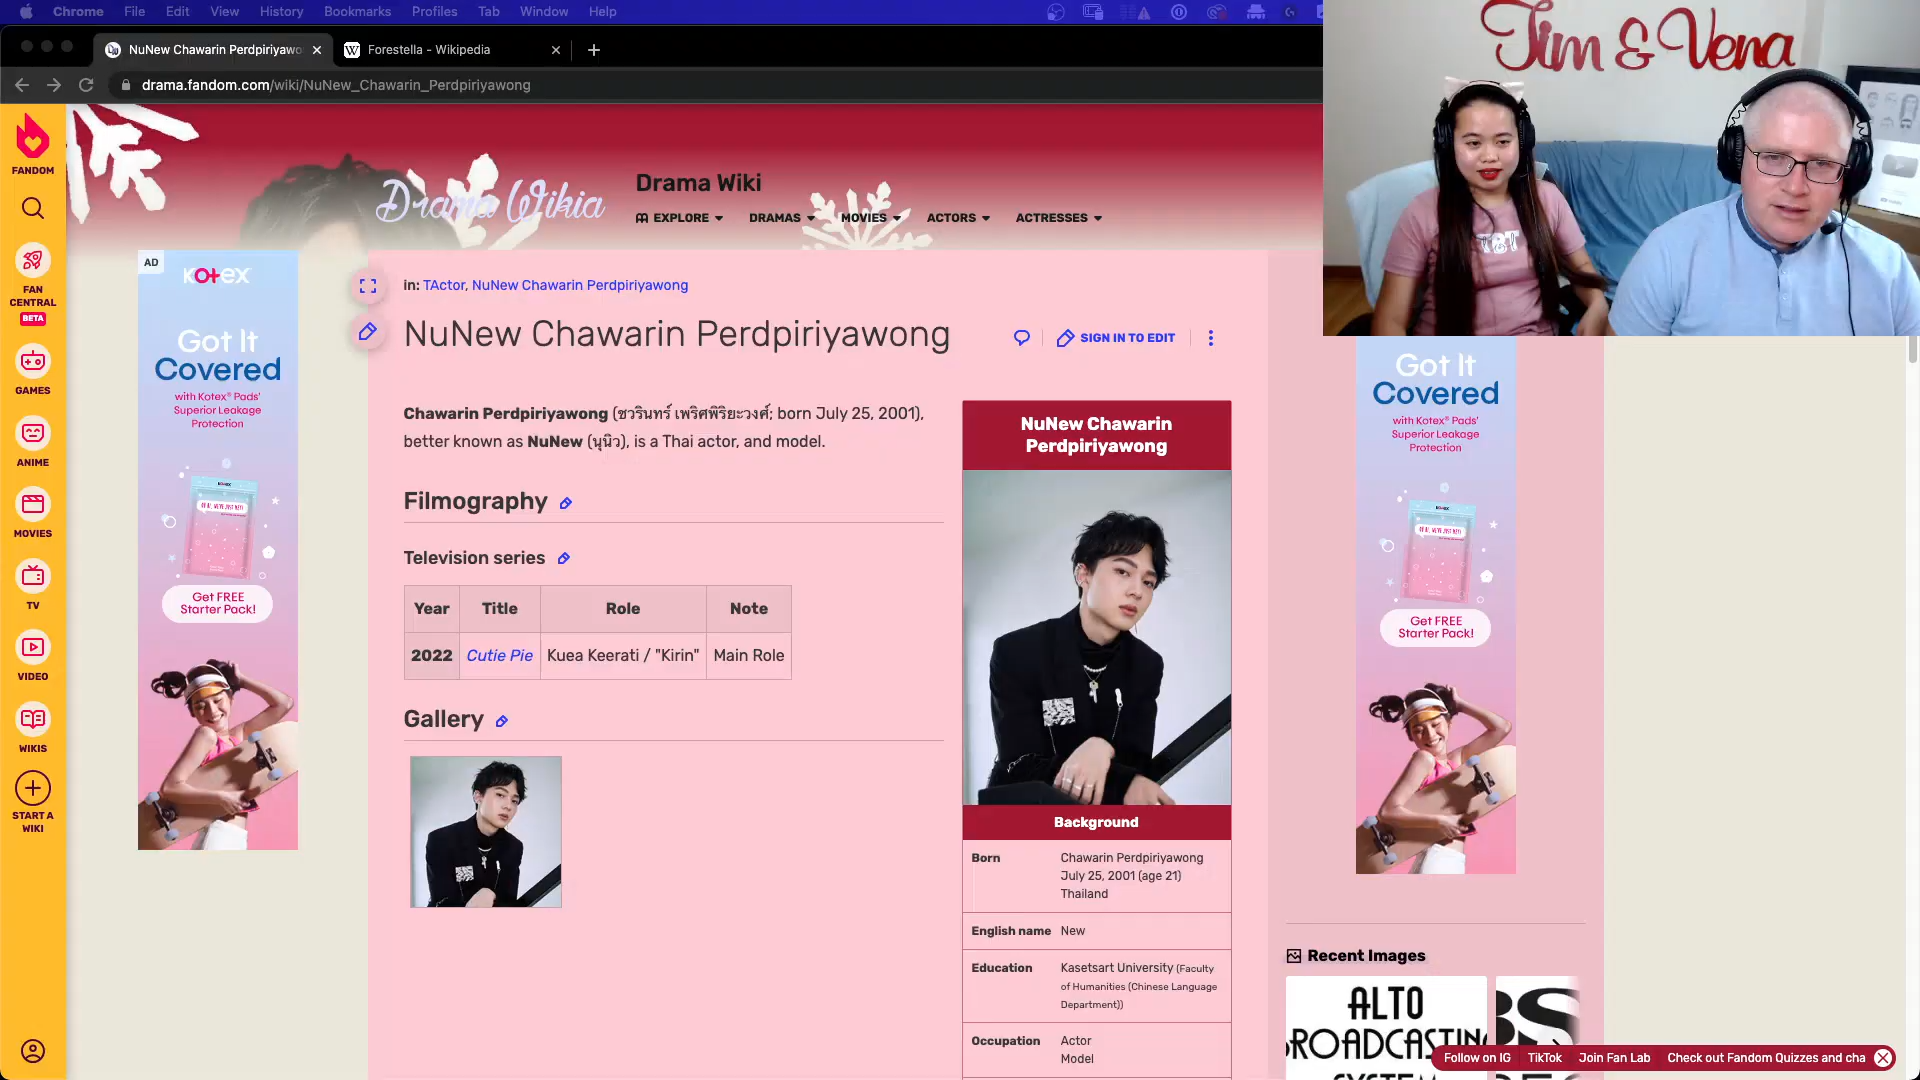 Chrome File Edit View History Bookmarks Profiles Tab Window Help
NuNew Chawarin Perdpiriyawo
Forestella - Wikipedia
drama.fandom.com/wiki/NuNew_Chawarin_Perdpiriyawong
Tim & Vena
FANDOM
FAN CENTRAL
BETA
GAMES
ANIME
MOVIES
TV
VIDEO
WIKIS
START A WIKI
Drama Wikia
Drama Wiki
EXPLORE DRAMAS MOVIES ACTORS ACTRESSES
AD
Kotex
Got It
Covered
with Kotex® Pads'
Superior Leakage
Protection
Get FREE
Starter Pack!
in: TActor, NuNew Chawarin Perdpiriyawong
NuNew Chawarin Perdpiriyawong
SIGN IN TO EDIT
Chawarin Perdpiriyawong (ชวรินทร์ เพริศพิริยะวงศ์; born July 25, 2001),
better known as NuNew (นุนิว), is a Thai actor, and model.
Filmography
Television series
Year Title Role Note
2022 Cutie Pie Kuea Keerati / "Kirin" Main Role
Gallery
NuNew Chawarin
Perdpiriyawong
Background
Born Chawarin Perdpiriyawong
July 25, 2001 (age 21)
Thailand
English name New
Education Kasetsart University (Faculty
of Humanities (Chinese Language
Department))
Occupation Actor
Model
Got It
Covered
with Kotex® Pads'
Superior Leakage
Protection
Get FREE
Starter Pack!
Recent Images
ALTO
BROADCASTING
SYSTEM
Follow on IG TikTok Join Fan Lab Check out Fandom Quizzes and cha